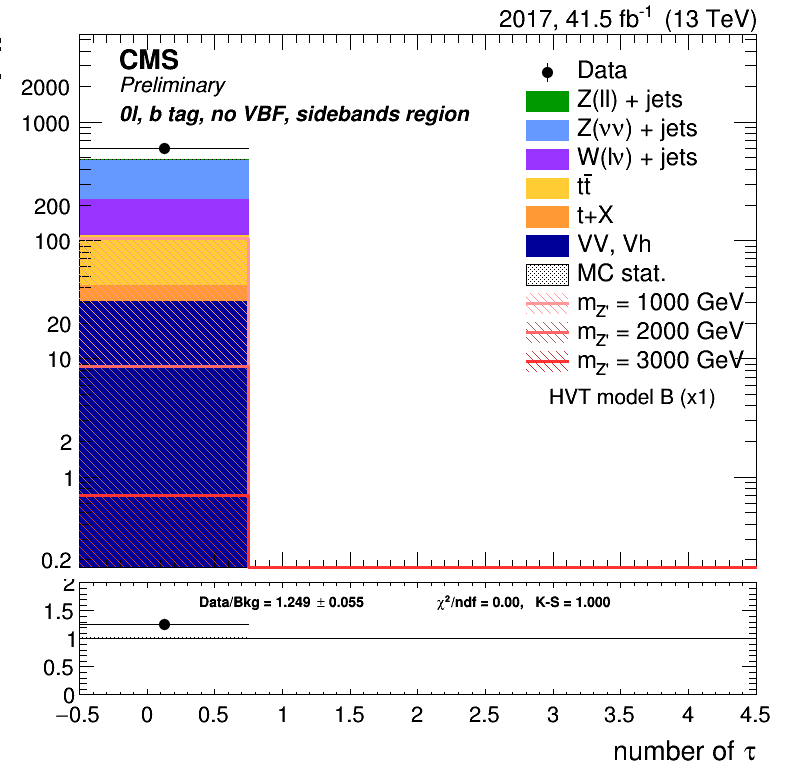 2017, 41.5 fb⁻¹ (13 TeV)
CMS
Preliminary
0l, b tag, no VBF, sidebands region
Data
Z(ll) + jets
Z(νν) + jets
W(lν) + jets
tt̄
t+X
VV, Vh
MC stat.
m_Z' = 1000 GeV
m_Z' = 2000 GeV
m_Z' = 3000 GeV
HVT model B (x1)
2000
1000
200
100
20
10
2
1
0.2
Data/Bkg = 1.249 ± 0.055 χ²/ndf = 0.00, K-S = 1.000
2
1.5
1
0.5
0
−0.5 0 0.5 1 1.5 2 2.5 3 3.5 4 4.5
number of τ